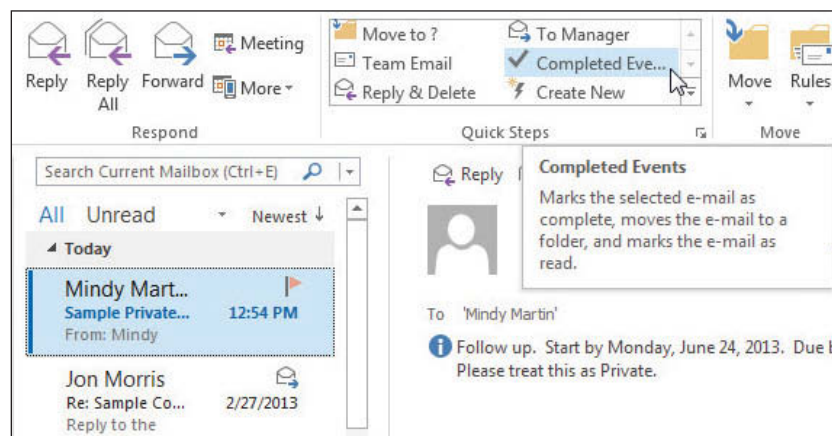 Reply
Reply All
Forward
Meeting
More
Respond
Move to ?
Team Email
Reply & Delete
To Manager
Completed Eve...
Create New
Quick Steps
Move
Rules
Move
Search Current Mailbox (Ctrl+E)
All Unread Newest
Today
Mindy Mart...
Sample Private... 12:54 PM
From: Mindy
Jon Morris
Re: Sample Co... 2/27/2013
Reply to the
Reply
Completed Events
Marks the selected e-mail as
complete, moves the e-mail to a
folder, and marks the e-mail as
read.
To 'Mindy Martin'
Follow up. Start by Monday, June 24, 2013. Due
Please treat this as Private.